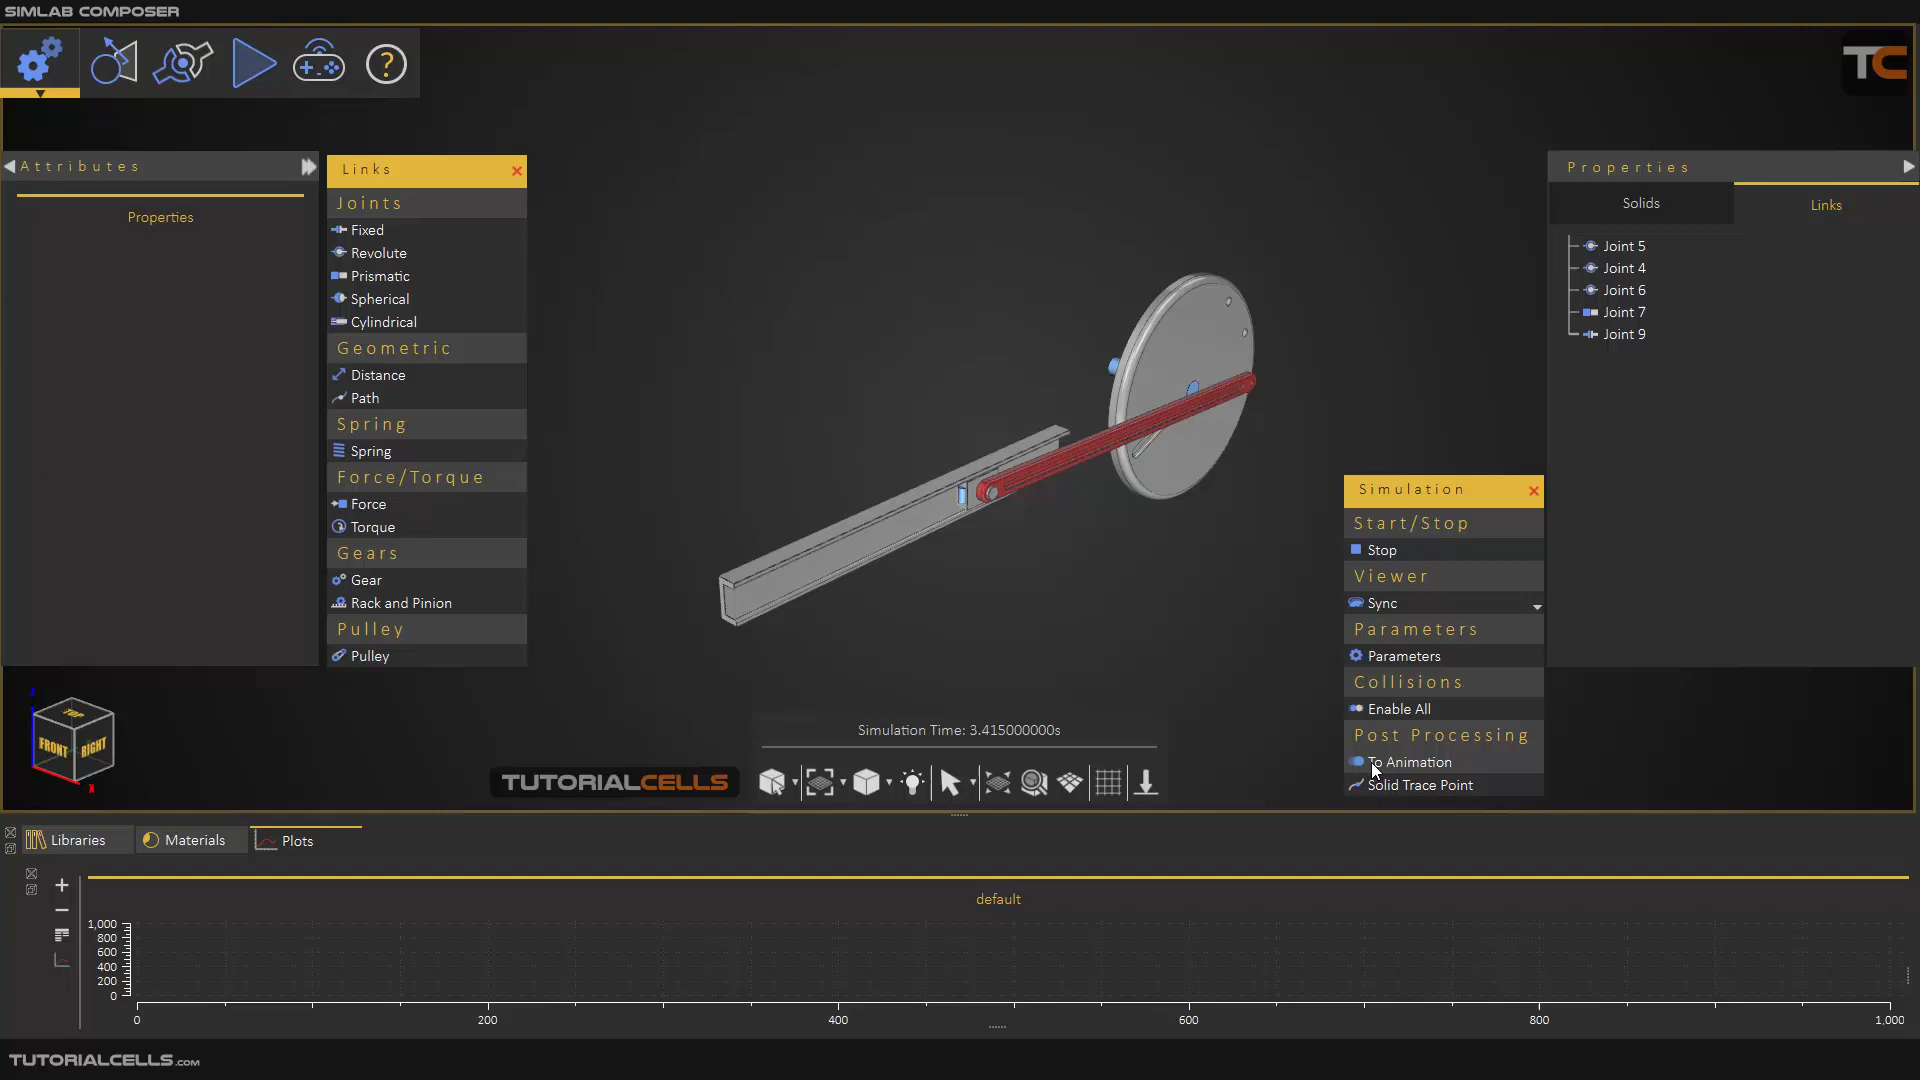 SIMLAB COMPOSER
?
TC
Attributes
Properties
Links
Joints
Fixed
Revolute
Prismatic
Spherical
Cylindrical
Geometric
Distance
Path
Spring
Spring
Force/Torque
Force
Torque
Gears
Gear
Rack and Pinion
Pulley
Pulley
Properties
Solids
Links
Joint 5
Joint 4
Joint 6
Joint 7
Joint 9
Simulation
Start/Stop
Stop
Viewer
Sync
Parameters
Parameters
Collisions
Enable All
Post Processing
To Animation
Solid Trace Point
TOP
FRONT
RIGHT
x
Simulation Time: 3.415000000s
TUTORIALCELLS
Libraries
Materials
Plots
default
1,000
800
600
400
200
0
0 200 400 600 800 1,000
TUTORIALCELLS.COM